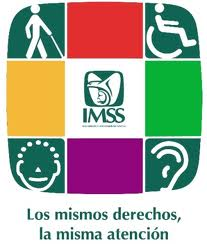 IMSS
Los mismos derechos,
la misma atención